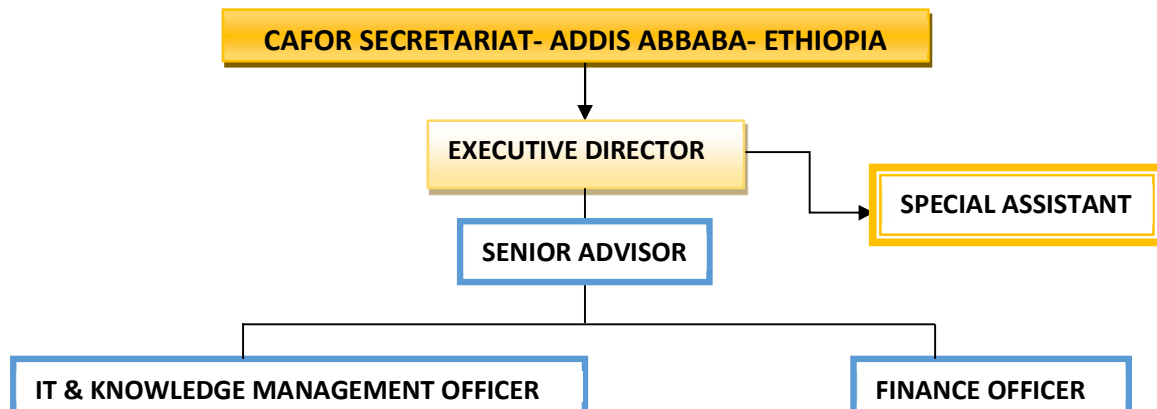 CAFOR SECRETARIAT- ADDIS ABBABA- ETHIOPIA
EXECUTIVE DIRECTOR
SPECIAL ASSISTANT
SENIOR ADVISOR
IT & KNOWLEDGE MANAGEMENT OFFICER
FINANCE OFFICER